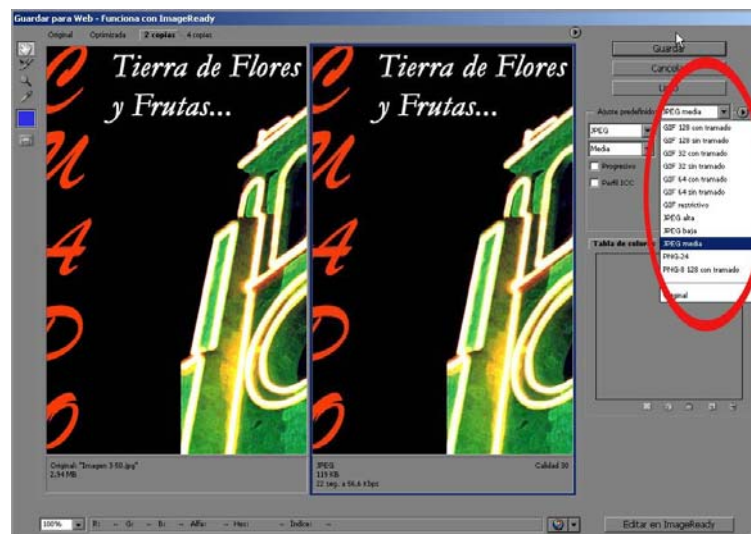 Guardar para Web - Funciona con ImageReady
Original Optimizada 2 copias 4 copias
Tierra de Flores
y Frutas...
C
U
A
D
O
Original: "Imagen 3 50.jpg"
2,94 MB
Tierra de Flores
y Frutas...
JPEG
119 KB
22 seg. a 56,6 Kbps
Calidad 30
Guardar
Cancelar
Listo
Ajuste predefinido: JPEG media
JPEG
Media
Progresivo
Perfil ICC
GIF 128 con tramado
GIF 128 sin tramado
GIF 32 con tramado
GIF 32 sin tramado
GIF 64 con tramado
GIF 64 sin tramado
GIF restrictivo
JPEG alta
JPEG baja
JPEG media
PNG-24
PNG-8 128 con tramado
Original
Tabla de colores
100% R: -- G: -- B: -- Alfa: -- Hex: -- Índice: --
Editar en ImageReady